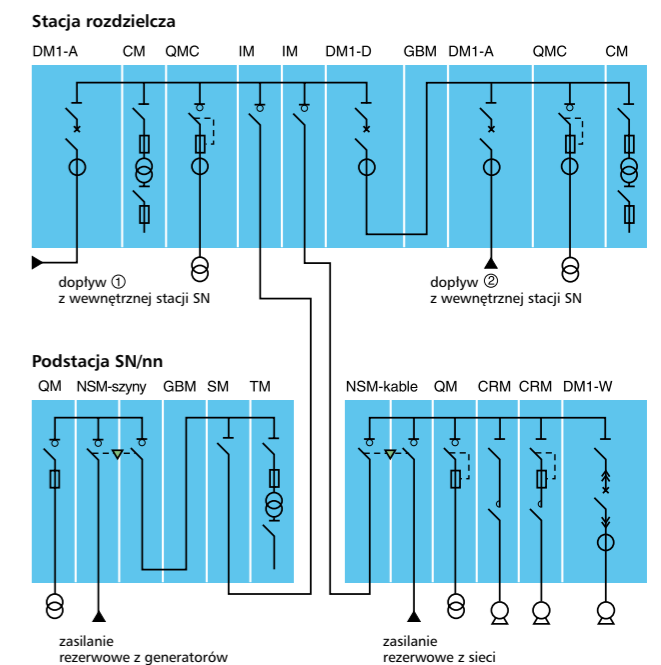 Stacja rozdzielcza
DM1-A CM QMC IM IM DM1-D GBM DM1-A QMC CM
dopływ ①
z wewnętrznej stacji SN
dopływ ②
z wewnętrznej stacji SN
Podstacja SN/nn
QM NSM-szyny GBM SM TM
NSM-kable QM CRM CRM DM1-W
zasilanie
rezerwowe z generatorów
zasilanie
rezerwowe z sieci